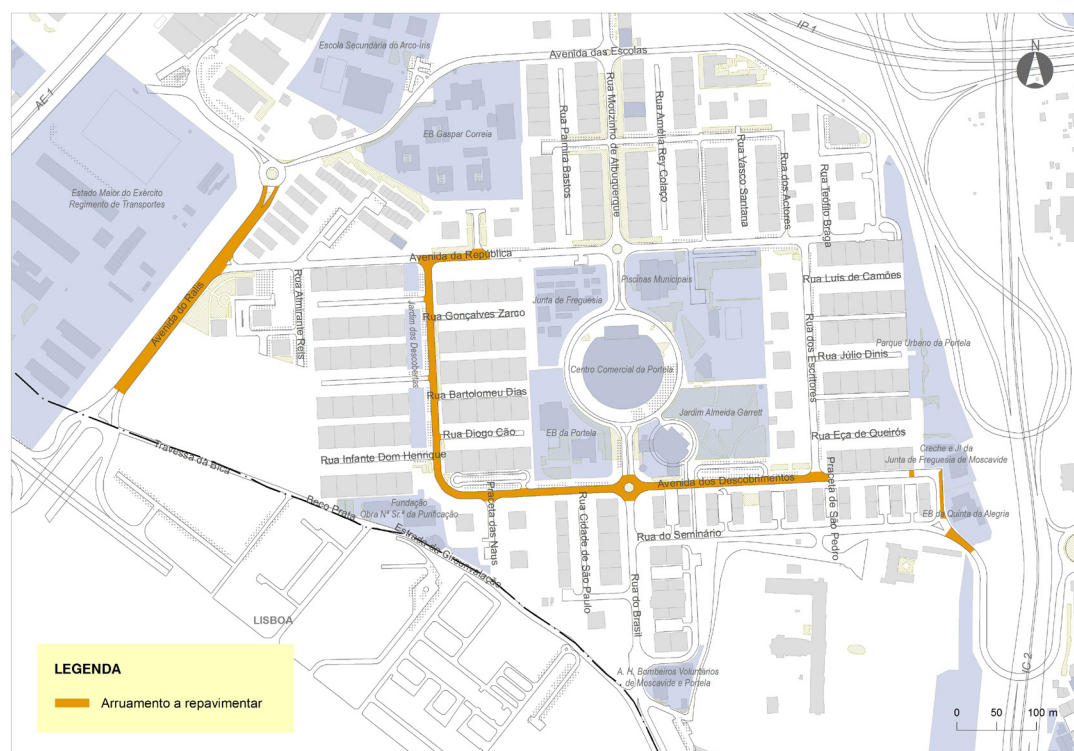 Escola Secundária do Arco-Íris
Avenida das Escolas
IP 1
N
AE 1
EB Gaspar Correia
Rua Palmira Bastos
Rua Mouzinho de Albuquerque
Rua Amélia Rey Colaço
Rua Vasco Santana
Rua dos Actores
Rua Teófilo Braga
Estado Maior do Exército
Regimento de Transportes
Avenida da República
Avenida do Ralis
Rua Almirante Reis
Jardim das Descobertas
Rua Gonçalves Zarco
Junta de Freguesia
Piscinas Municipais
Rua Luís de Camões
Rua dos Escritores
Parque Urbano da Portela
Rua Júlio Dinis
Centro Comercial da Portela
Rua Bartolomeu Dias
Jardim Almeida Garrett
Rua Diogo Cão
EB da Portela
Rua Eça de Queirós
Travessa da Bica
Rua Infante Dom Henrique
Creche e JI da
Junta de Freguesia de Moscavide
Avenida dos Descobrimentos
Praceta de São Pedro
Praceta das Naus
Beco Prata
Fundação
Obra Nª Srª da Purificação
EB da Quinta da Alegria
Rua Cidade de São Paulo
Rua do Seminário
Estrada da Circunvalação
Rua do Brasil
LISBOA
IC 2
A. H. Bombeiros Voluntários
de Moscavide e Portela
LEGENDA
Arruamento a repavimentar
0 50 100 m